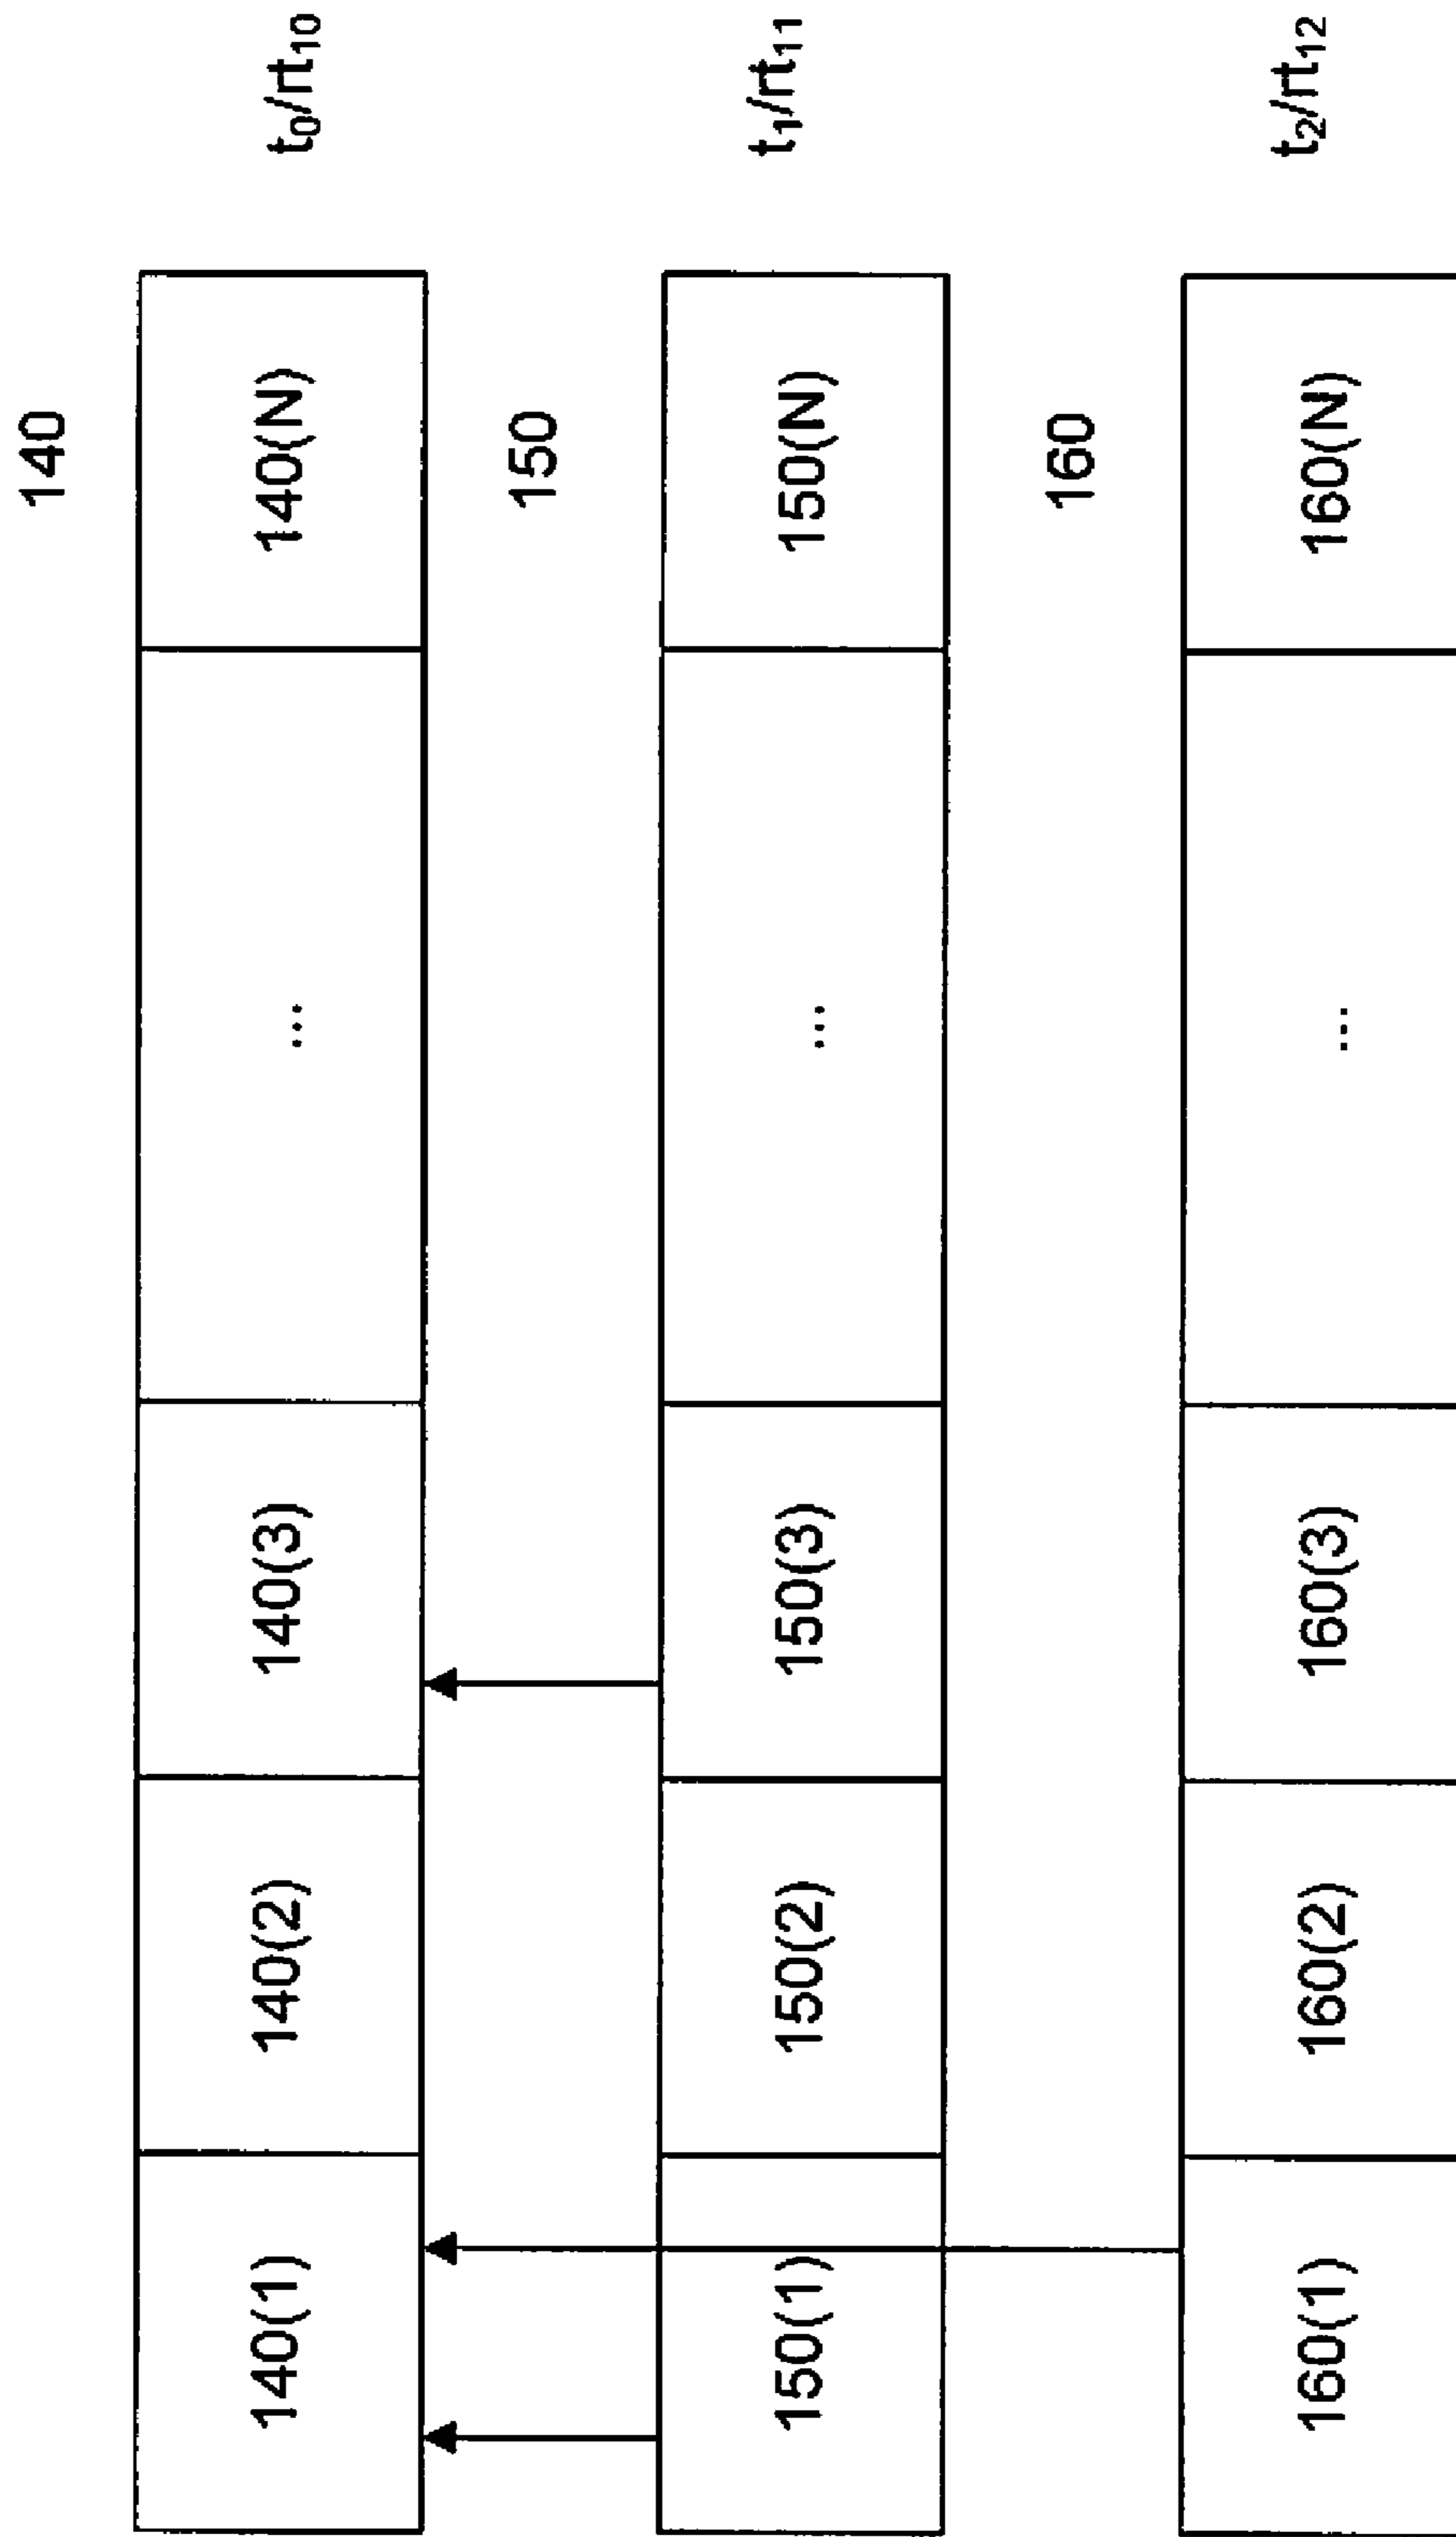 140
140(1) 140(2) 140(3) ... 140(N) t₀/rt₁₀
150
150(1) 150(2) 150(3) ... 150(N) t₁/rt₁₁
160
160(1) 160(2) 160(3) ... 160(N) t₂/rt₁₂